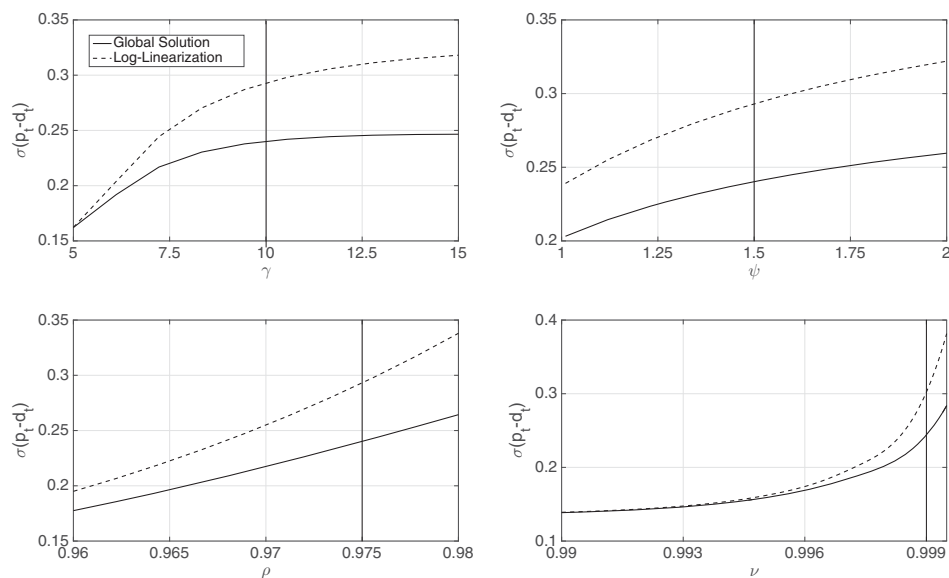 0.35
0.3
0.25
0.2
0.15
σ(p_t-d_t)
Global Solution
Log-Linearization
5 7.5 10 12.5 15
γ
0.35
0.3
0.25
0.2
σ(p_t-d_t)
1 1.25 1.5 1.75 2
ψ
0.35
0.3
0.25
0.2
0.15
σ(p_t-d_t)
0.96 0.965 0.97 0.975 0.98
ρ
0.4
0.3
0.2
0.1
σ(p_t-d_t)
0.99 0.993 0.996 0.999
ν